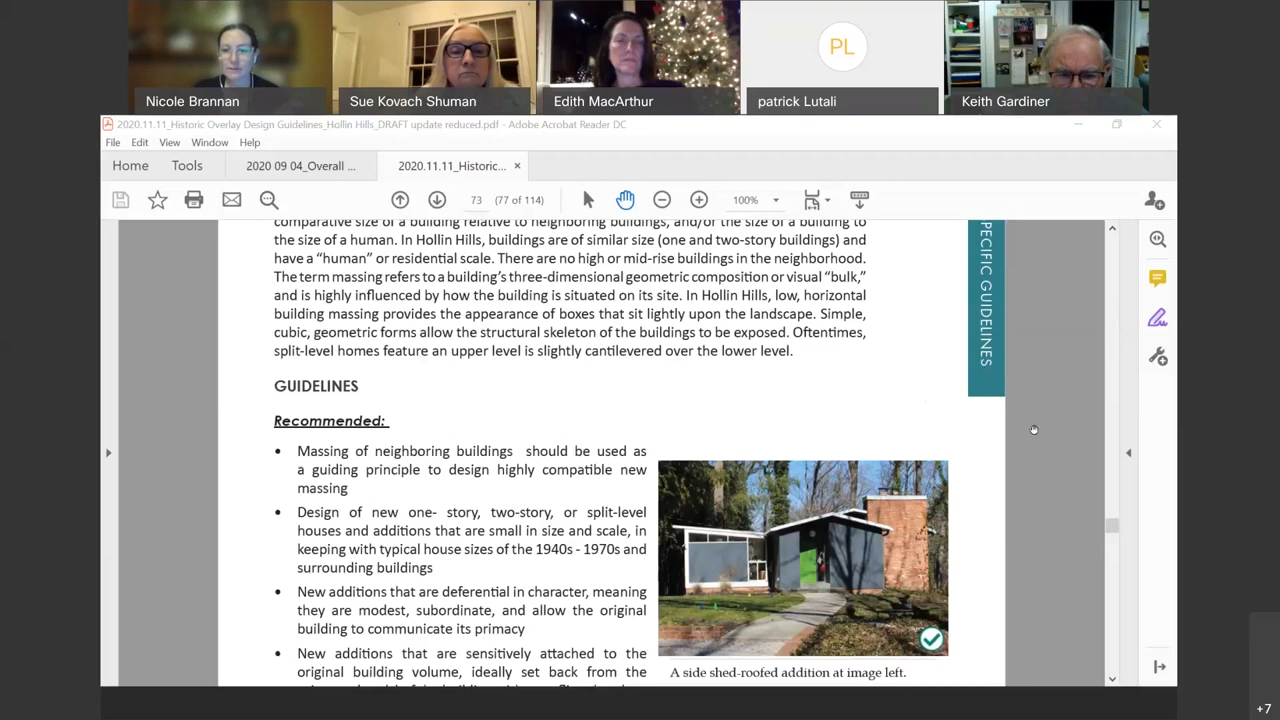 PL
Nicole Brannan
Sue Kovach Shuman
Edith MacArthur
patrick Lutali
Keith Gardiner
2020.11.11_Historic Overlay Design Guidelines_Hollin Hills_DRAFT update reduced.pdf - Adobe Acrobat Reader DC
File Edit View Window Help
Home Tools 2020 09 04_Overall ... 2020.11.11_Historic... ×
73 (77 of 114) 100%
comparative size of a building relative to neighboring buildings, and/or the size of a building to
the size of a human. In Hollin Hills, buildings are of similar size (one and two-story buildings) and
have a “human” or residential scale. There are no high or mid-rise buildings in the neighborhood.
The term massing refers to a building’s three-dimensional geometric composition or visual “bulk,”
and is highly influenced by how the building is situated on its site. In Hollin Hills, low, horizontal
building massing provides the appearance of boxes that sit lightly upon the landscape. Simple,
cubic, geometric forms allow the structural skeleton of the buildings to be exposed. Oftentimes,
split-level homes feature an upper level is slightly cantilevered over the lower level.
PECIFIC GUIDELINES
GUIDELINES
Recommended:
• Massing of neighboring buildings should be used as
a guiding principle to design highly compatible new
massing
• Design of new one- story, two-story, or split-level
houses and additions that are small in size and scale, in
keeping with typical house sizes of the 1940s - 1970s and
surrounding buildings
• New additions that are deferential in character, meaning
they are modest, subordinate, and allow the original
building to communicate its primacy
• New additions that are sensitively attached to the
original building volume, ideally set back from the
A side shed-roofed addition at image left.
+7